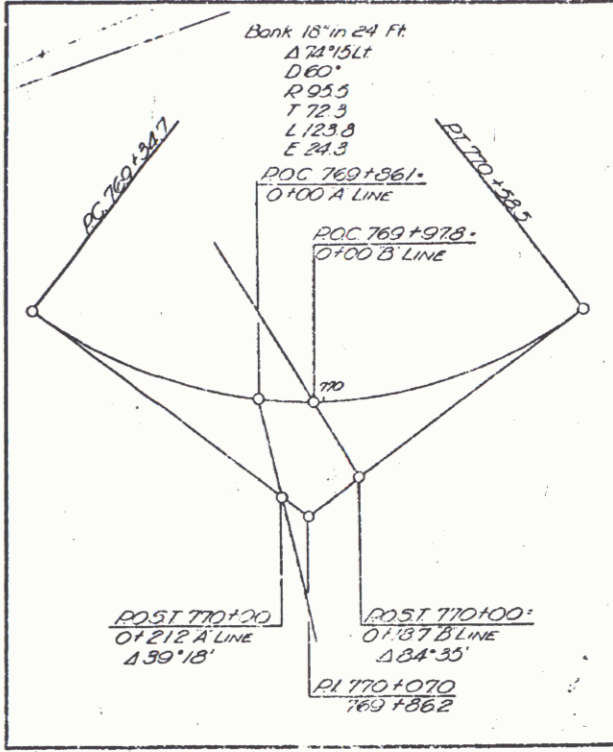 Bank 18" in 24 Ft.
Δ 74°15 Lt
D 60°
R 95.5
T 72.3
L 123.8
E 24.3
P.C. 769+34.7
P.T. 770+58.5
P.O.C. 769+86.1=
0+00 A LINE
P.O.C. 769+97.8=
0+00 B LINE
770
P.O.S.T. 770+00
0+21.2 A LINE
Δ 39°18'
P.O.S.T. 770+00=
0+18.7 B LINE
Δ 84°35'
P.I. 770+07.0
769+86.2